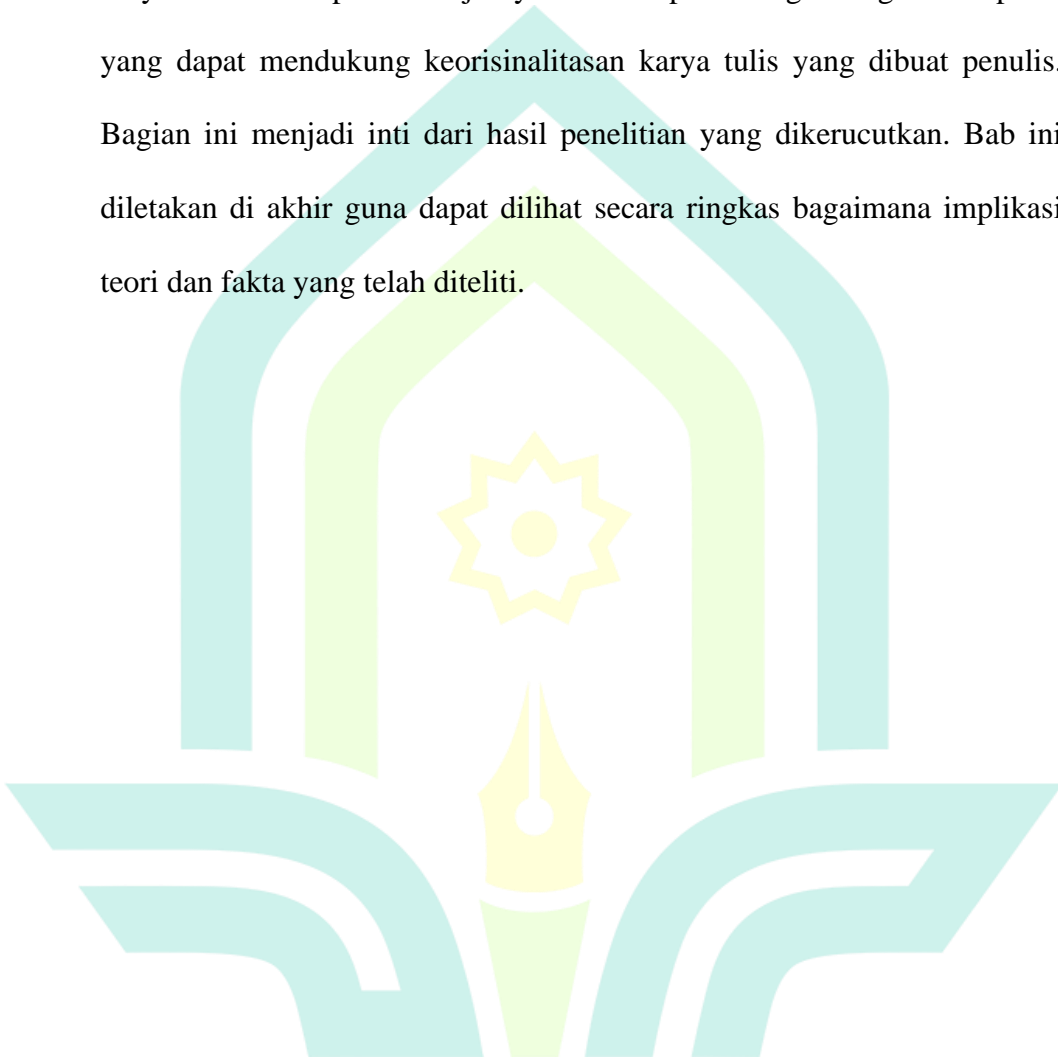 yang dapat mendukung keorisinalitasan karya tulis yang dibuat penulis.
Bagian ini menjadi inti dari hasil penelitian yang dikerucutkan. Bab ini
diletakan di akhir guna dapat dilihat secara ringkas bagaimana implikasi
teori dan fakta yang telah diteliti.